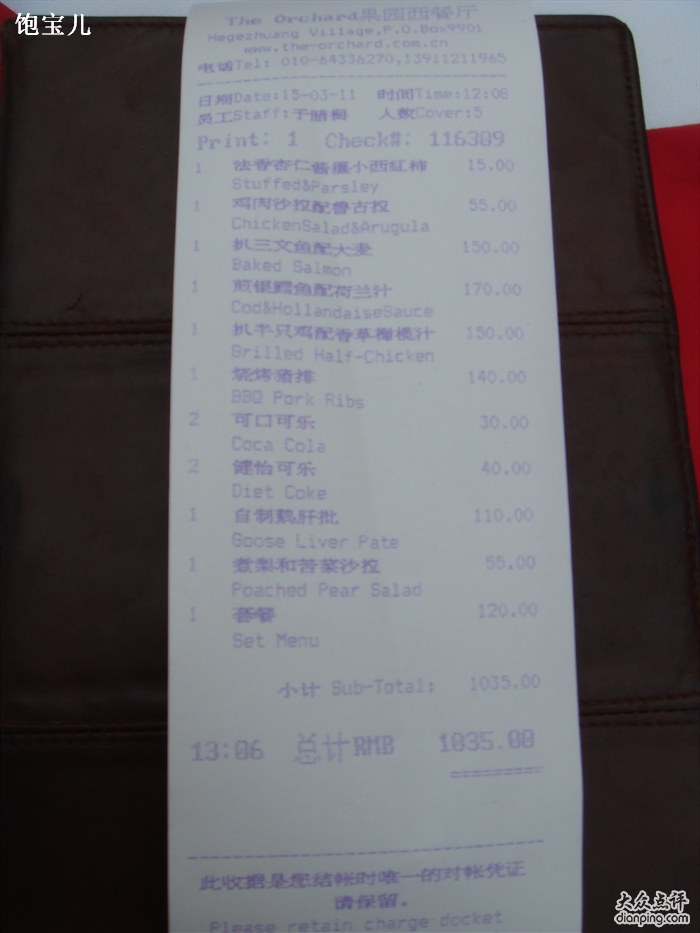 饱宝儿
The Orchard果园西餐厅
Hegezhuang Village,P.O.Box9901
www.the-orchard.com.cn
电话Tel: 010-64336270,13911211965
日期Date:15-03-11 时间Time:12:08
员工Staff:于腊梅 人数Cover:5
Print: 1 Check#: 116309
1 法香杏仁酱攘小西红柿 15.00
Stuffed&Parsley
1 鸡肉沙拉配鲁古拉 55.00
ChickenSalad&Arugula
1 扒三文鱼配大麦 150.00
Baked Salmon
1 煎银鳕鱼配荷兰汁 170.00
Cod&HollandaiseSauce
1 扒半只鸡配香草橄榄汁 150.00
Grilled Half-Chicken
1 烧烤猪排 140.00
BBQ Pork Ribs
2 可口可乐 30.00
Coca Cola
2 健怡可乐 40.00
Diet Coke
1 自制鹅肝批 110.00
Goose Liver Pate
1 煮梨和苦菜沙拉 55.00
Poached Pear Salad
1 套餐 120.00
Set Menu
小计 Sub-Total: 1035.00
13:06 总计RMB 1035.00
此收据是您结帐时唯一的对帐凭证
请保留。
Please retain charge docket
大众点评
dianping.com